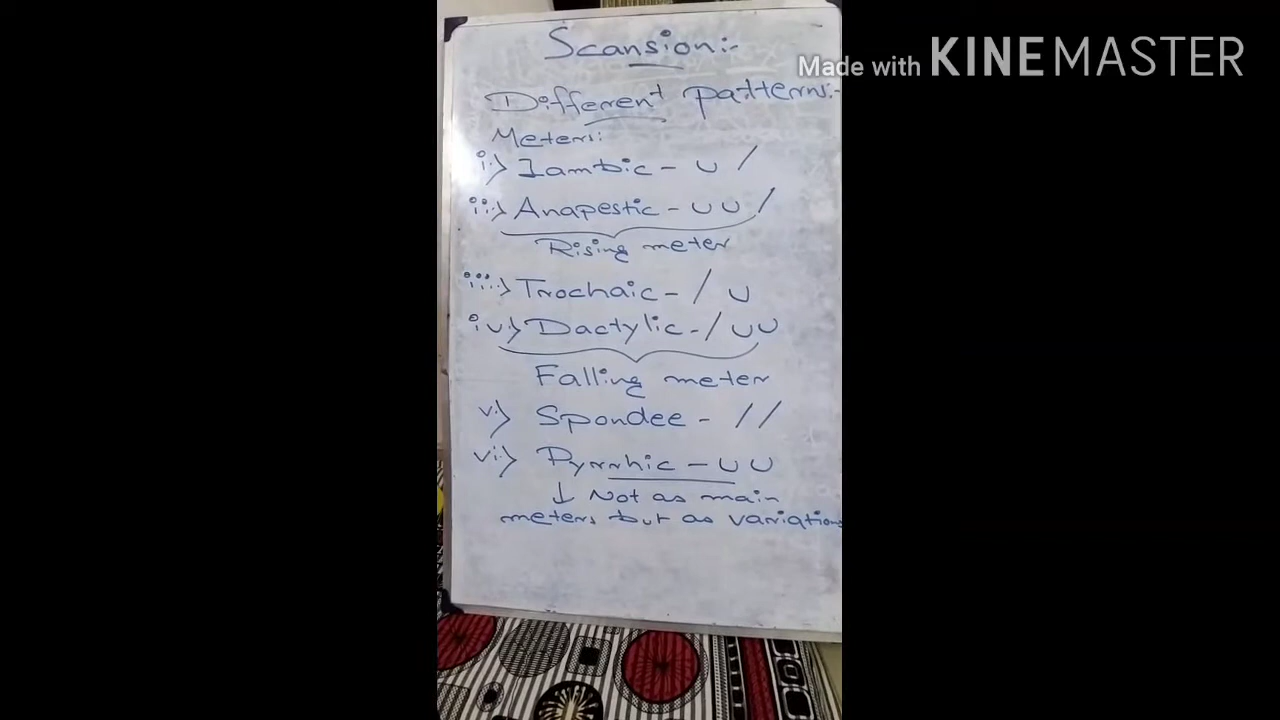 Scansion:-
Made with KINEMASTER
Different patterns:-
Meters:
i.) Iambic - ∪ /
ii.) Anapestic - ∪ ∪ /
Rising meter
iii.) Trochaic - / ∪
iv.) Dactylic - / ∪ ∪
Falling meter
v.) Spondee - / /
vi.) Pyrrhic - ∪ ∪
↓ Not as main
meters but as variations